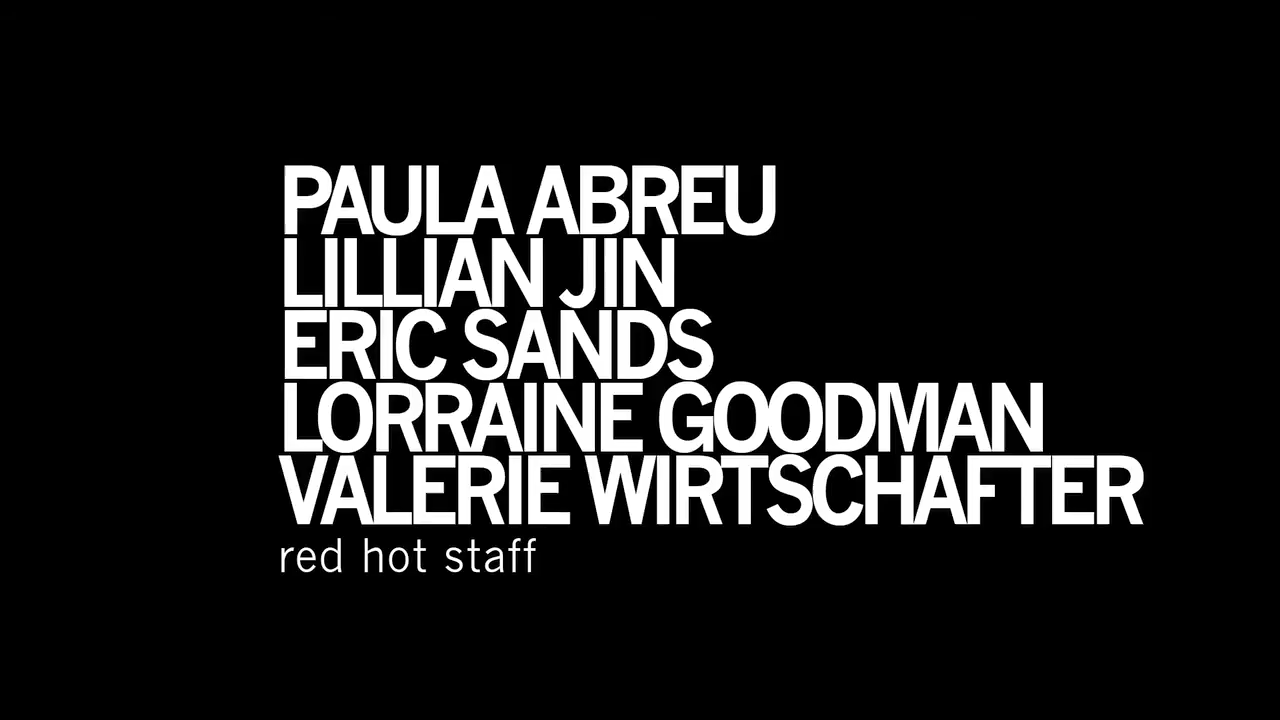 PAULA ABREU
LILLIAN JIN
ERIC SANDS
LORRAINE GOODMAN
VALERIE WIRTSCHAFTER
red hot staff